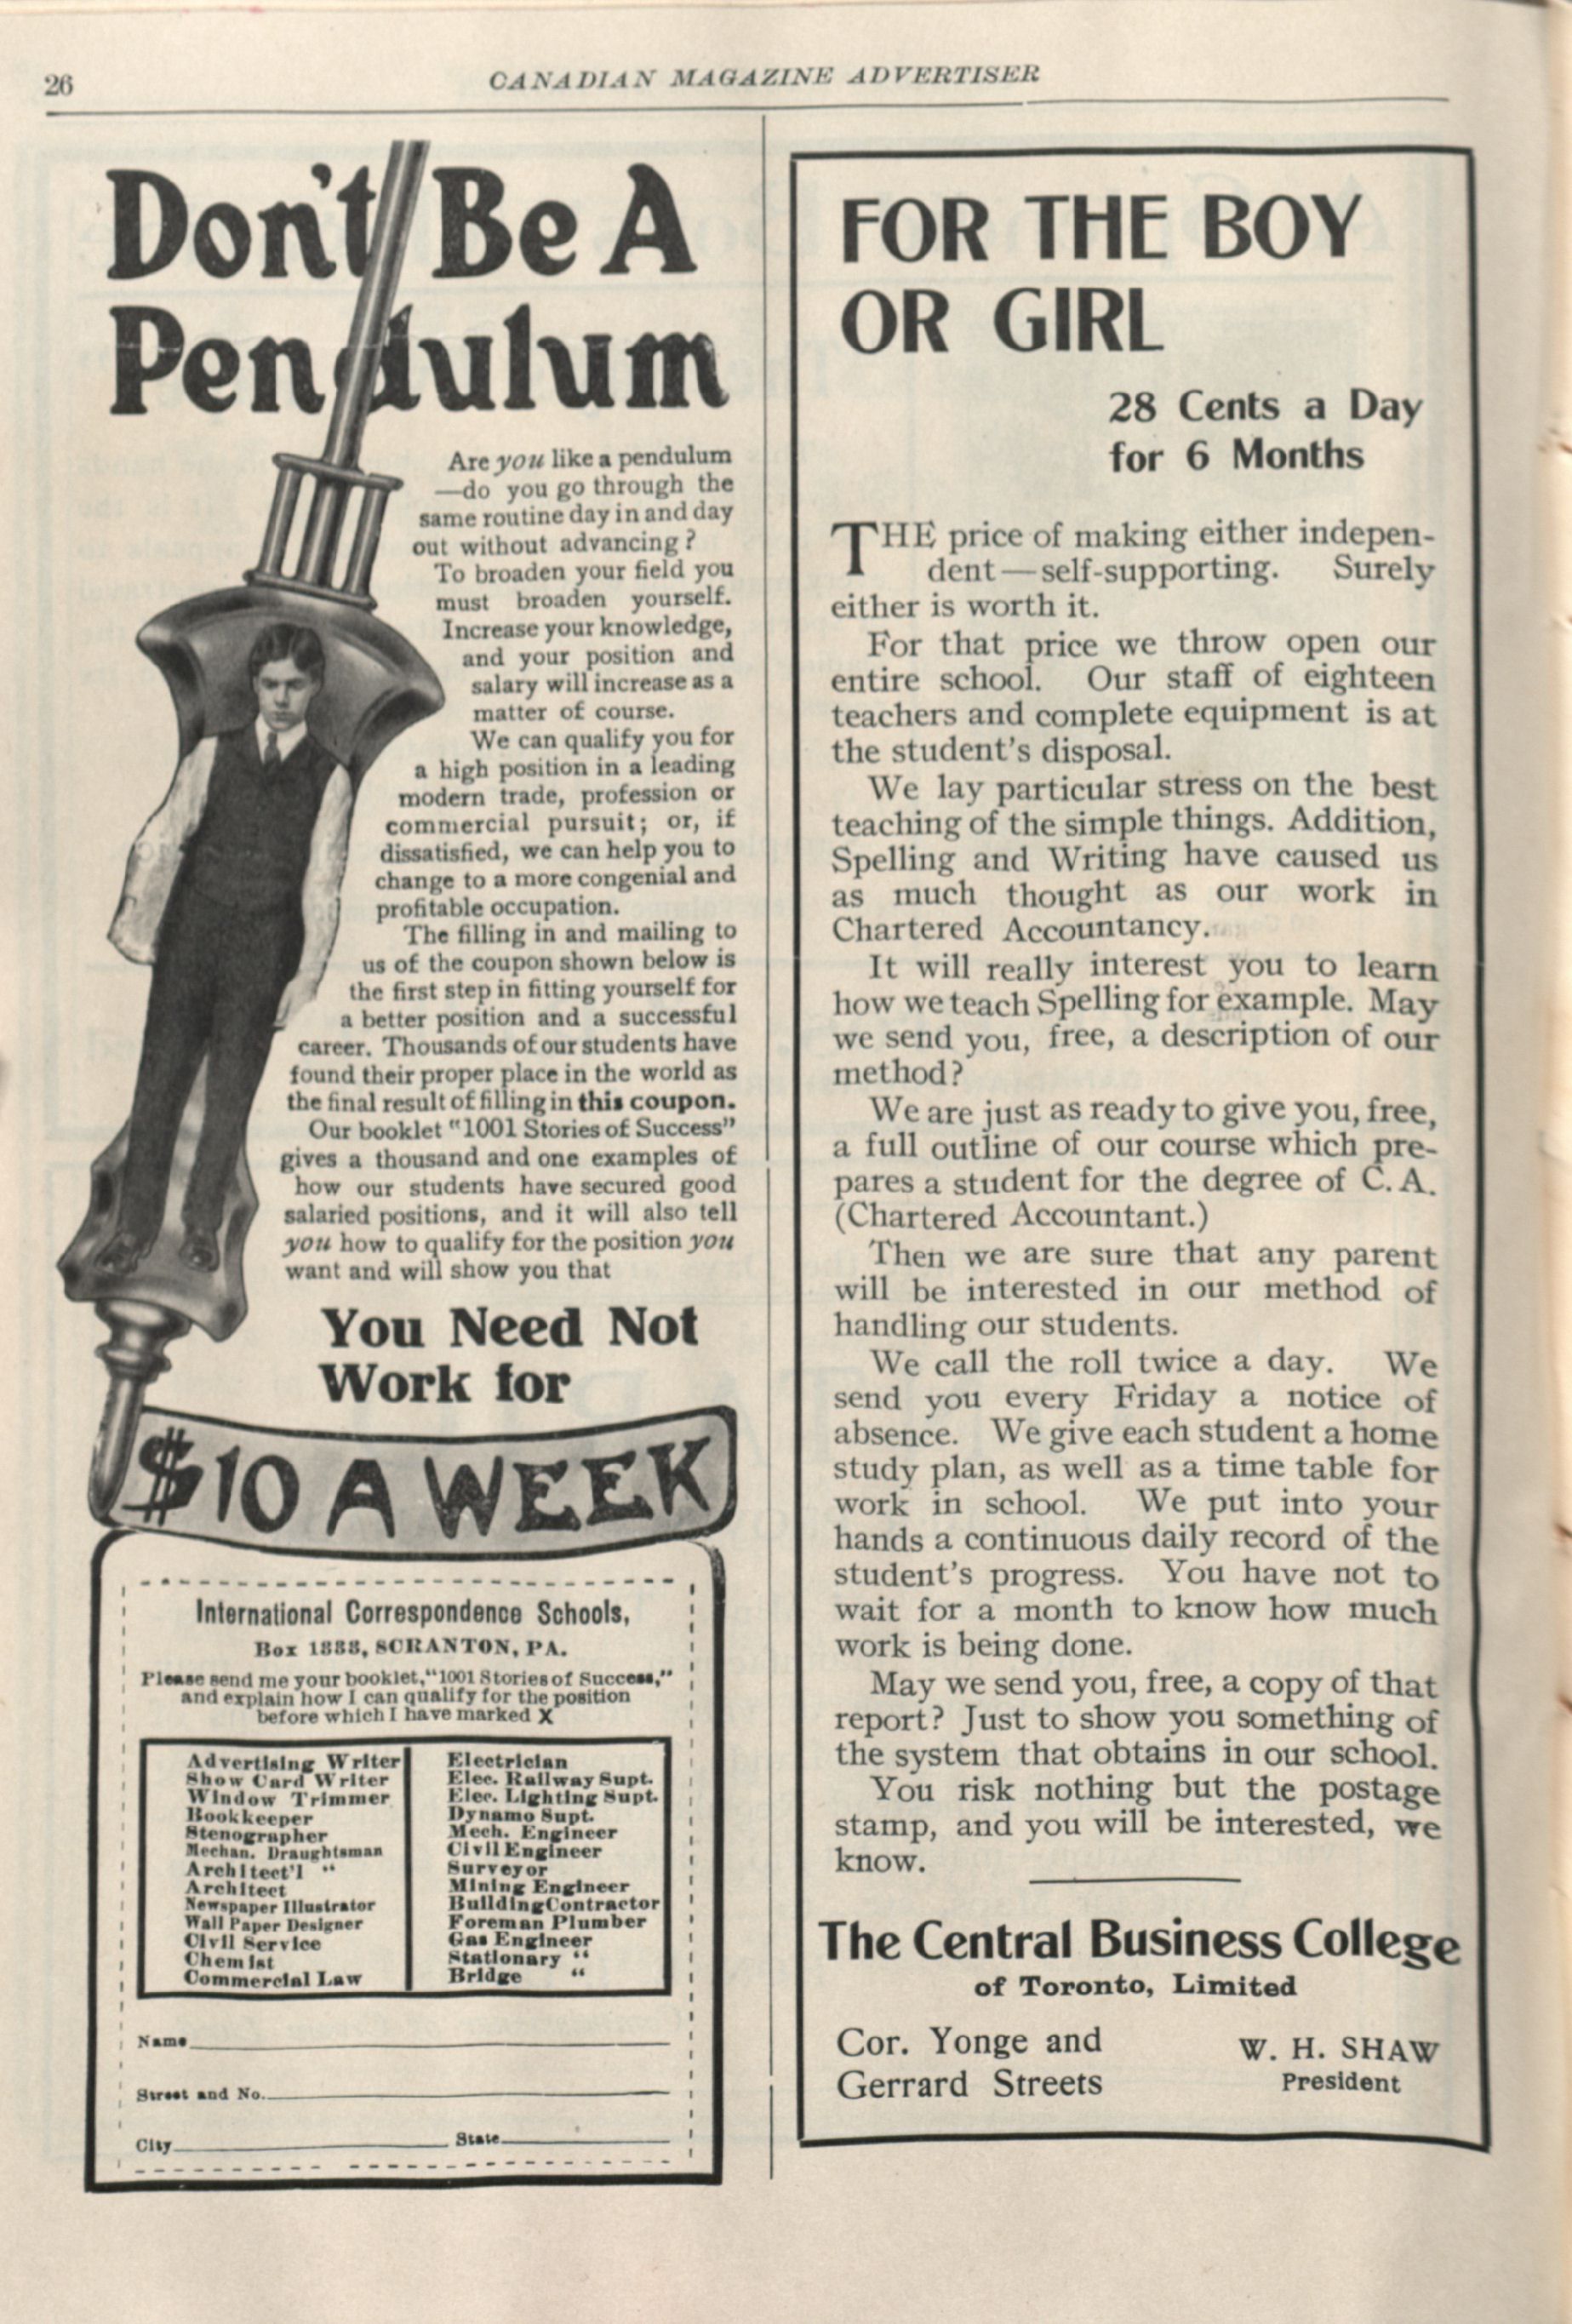 26
CANADIAN MAGAZINE ADVERTISER
Don't Be A
Pendulum
Are you like a pendulum
—do you go through the
same routine day in and day
out without advancing?
To broaden your field you
must broaden yourself.
Increase your knowledge,
and your position and
salary will increase as a
matter of course.
We can qualify you for
a high position in a leading
modern trade, profession or
commercial pursuit; or, if
dissatisfied, we can help you to
change to a more congenial and
profitable occupation.
The filling in and mailing to
us of the coupon shown below is
the first step in fitting yourself for
a better position and a successful
career. Thousands of our students have
found their proper place in the world as
the final result of filling in this coupon.
Our booklet "1001 Stories of Success"
gives a thousand and one examples of
how our students have secured good
salaried positions, and it will also tell
you how to qualify for the position you
want and will show you that
You Need Not
Work for
$10 A WEEK
International Correspondence Schools,
Box 1888, SCRANTON, PA.
Please send me your booklet, "1001 Stories of Success,"
and explain how I can qualify for the position
before which I have marked X
Advertising Writer
Show Card Writer
Window Trimmer
Bookkeeper
Stenographer
Mechan. Draughtsman
Architect'l "
Architect
Newspaper Illustrator
Wall Paper Designer
Civil Service
Chemist
Commercial Law
Electrician
Elec. Railway Supt.
Elec. Lighting Supt.
Dynamo Supt.
Mech. Engineer
Civil Engineer
Surveyor
Mining Engineer
Building Contractor
Foreman Plumber
Gas Engineer
Stationary "
Bridge "
Name
Street and No.
City State
FOR THE BOY
OR GIRL
28 Cents a Day
for 6 Months
THE price of making either indepen-
dent—self-supporting. Surely
either is worth it.
For that price we throw open our
entire school. Our staff of eighteen
teachers and complete equipment is at
the student's disposal.
We lay particular stress on the best
teaching of the simple things. Addition,
Spelling and Writing have caused us
as much thought as our work in
Chartered Accountancy.
It will really interest you to learn
how we teach Spelling for example. May
we send you, free, a description of our
method?
We are just as ready to give you, free,
a full outline of our course which pre-
pares a student for the degree of C. A.
(Chartered Accountant.)
Then we are sure that any parent
will be interested in our method of
handling our students.
We call the roll twice a day. We
send you every Friday a notice of
absence. We give each student a home
study plan, as well as a time table for
work in school. We put into your
hands a continuous daily record of the
student's progress. You have not to
wait for a month to know how much
work is being done.
May we send you, free, a copy of that
report? Just to show you something of
the system that obtains in our school.
You risk nothing but the postage
stamp, and you will be interested, we
know.
The Central Business College
of Toronto, Limited
Cor. Yonge and
Gerrard Streets
W. H. SHAW
President